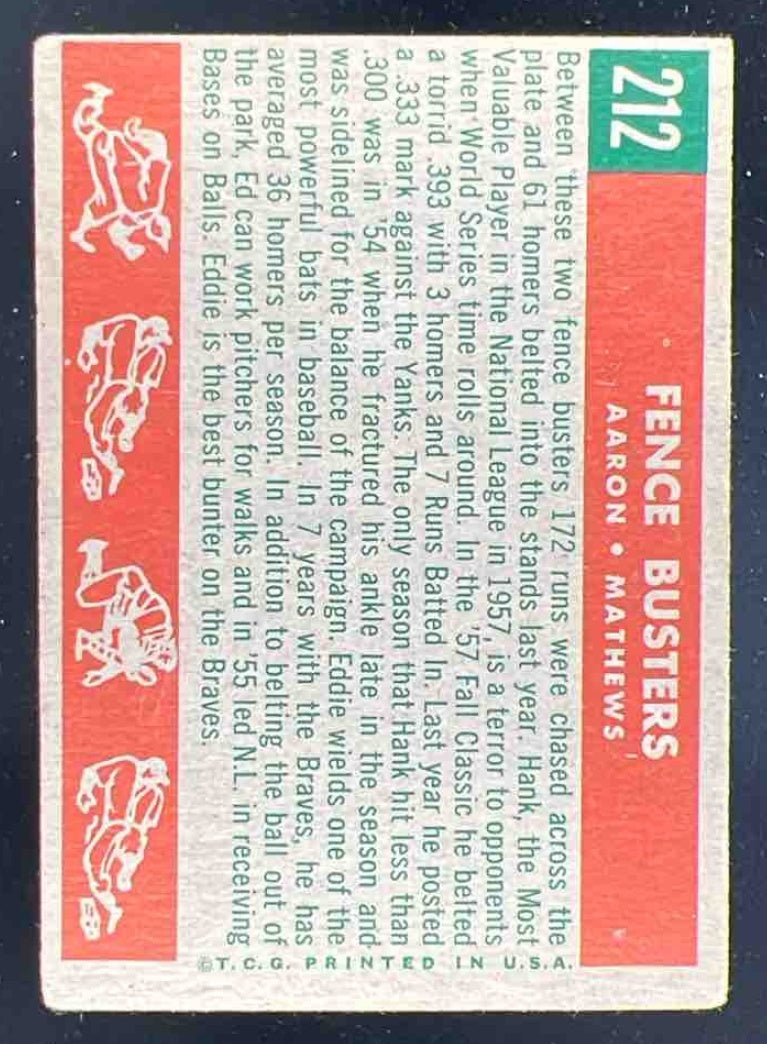 212
FENCE BUSTERS
AARON • MATHEWS
Between these two fence busters 172 runs were chased across the
plate and 61 homers belted into the stands last year. Hank, the Most
Valuable Player in the National League in 1957, is a terror to opponents
when World Series time rolls around. In the '57 Fall Classic he belted
a torrid .393 with 3 homers and 7 Runs Batted In. Last year he posted
a .333 mark against the Yanks. The only season that Hank hit less than
.300 was in '54 when he fractured his ankle late in the season and
was sidelined for the balance of the campaign. Eddie wields one of the
most powerful bats in baseball. In 7 years with the Braves, he has
averaged 36 homers per season. In addition to belting the ball out of
the park, Ed can work pitchers for walks and in '55 led N.L. in receiving
Bases on Balls. Eddie is the best bunter on the Braves.
©T.C.G. PRINTED IN U.S.A.